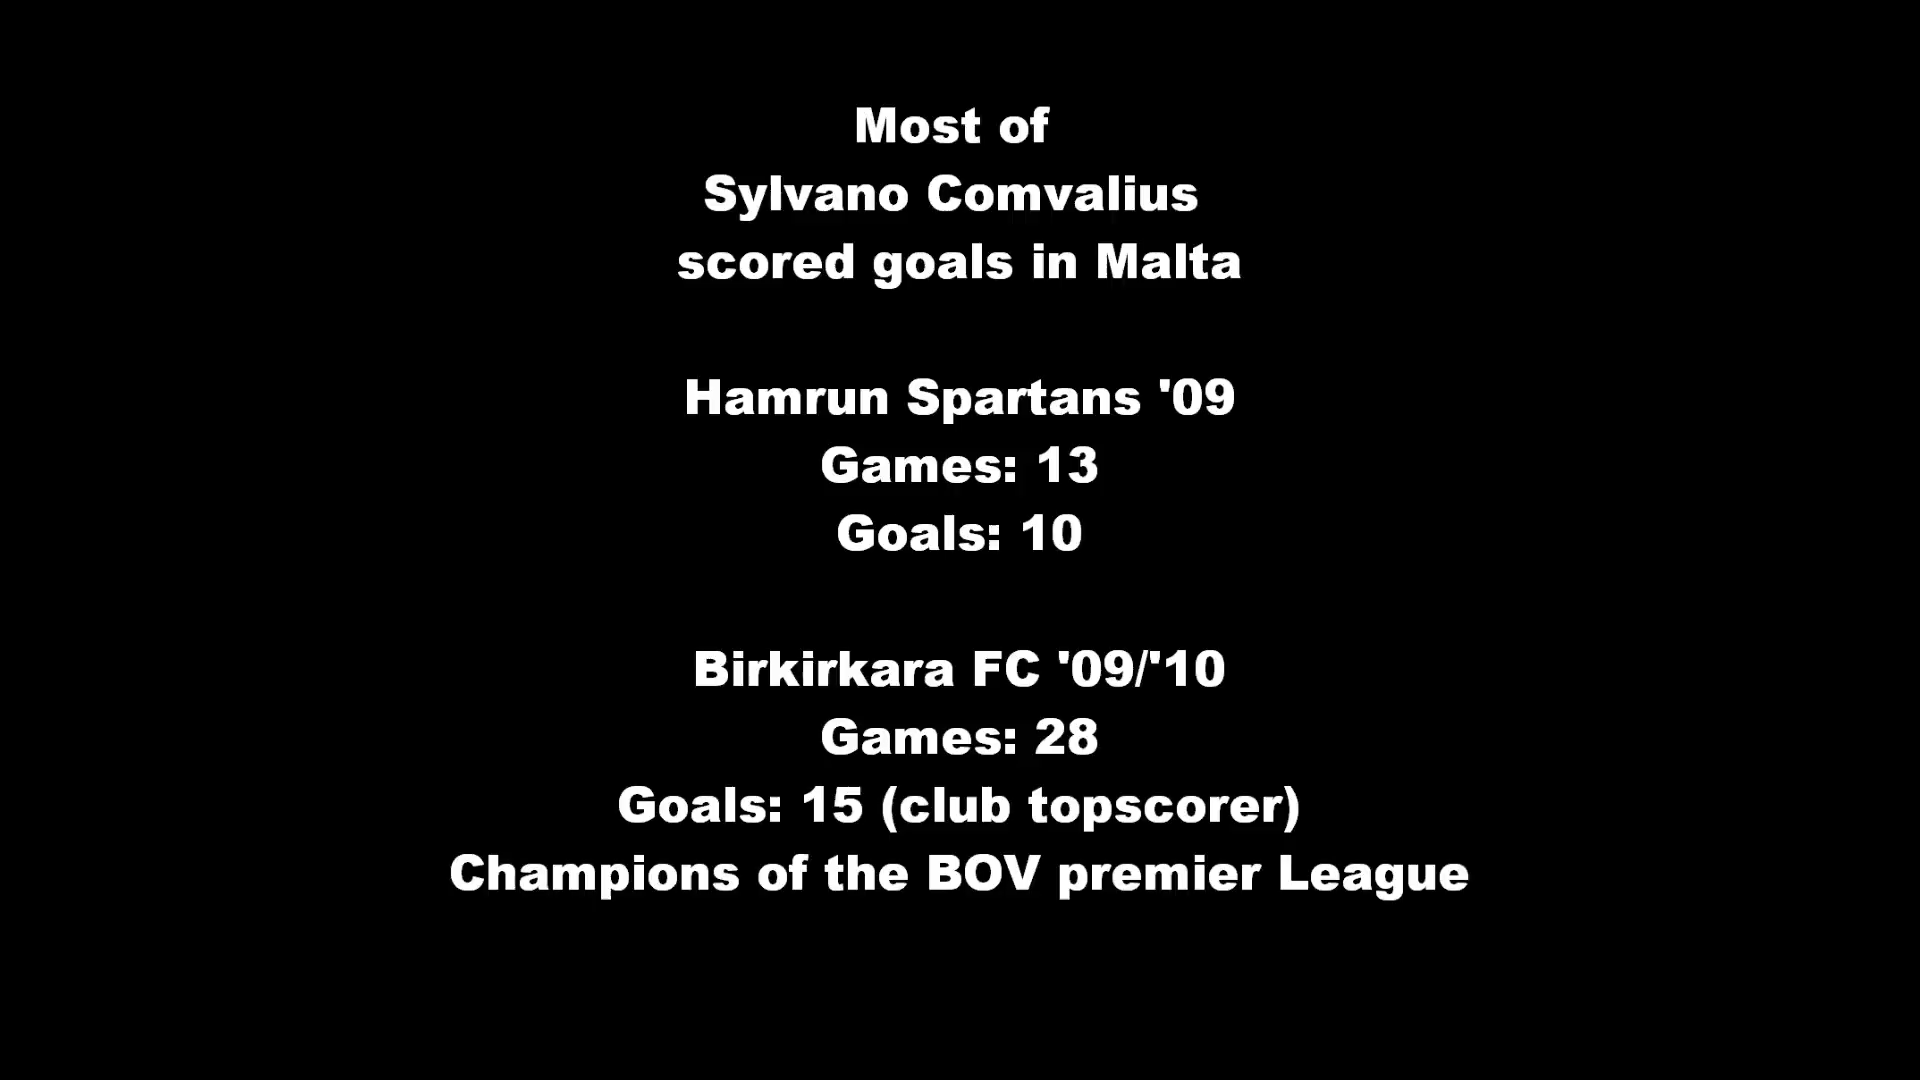 Most of
Sylvano Comvalius
scored goals in Malta
Hamrun Spartans '09
Games: 13
Goals: 10
Birkirkara FC '09/'10
Games: 28
Goals: 15 (club topscorer)
Champions of the BOV premier League